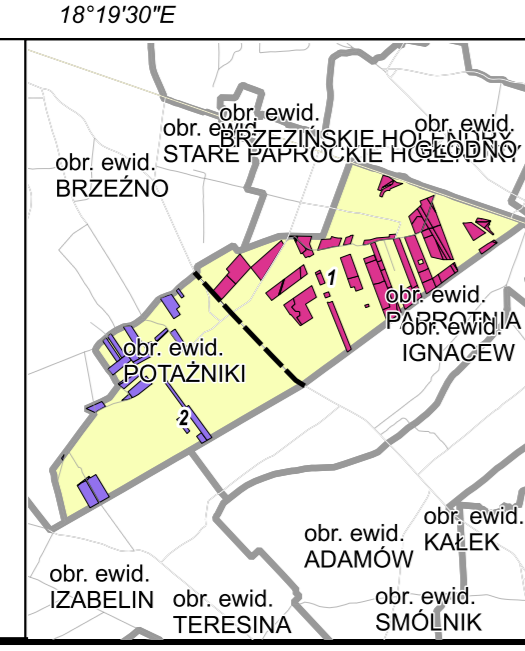 18°19'30"E
obr. ewid.
BRZEŹNO
obr. ewid.
STARE PAPROCKIE HOLENDRY
obr. ewid.
BRZEZIŃSKIE HOLENDRY
obr. ewid.
GŁODNO
1
obr. ewid.
PAPROTNIA
obr. ewid.
IGNACEW
obr. ewid.
POTAŻNIKI
2
obr. ewid.
ADAMÓW
obr. ewid.
KAŁEK
obr. ewid.
IZABELIN
obr. ewid.
TERESINA
obr. ewid.
SMÓLNIK